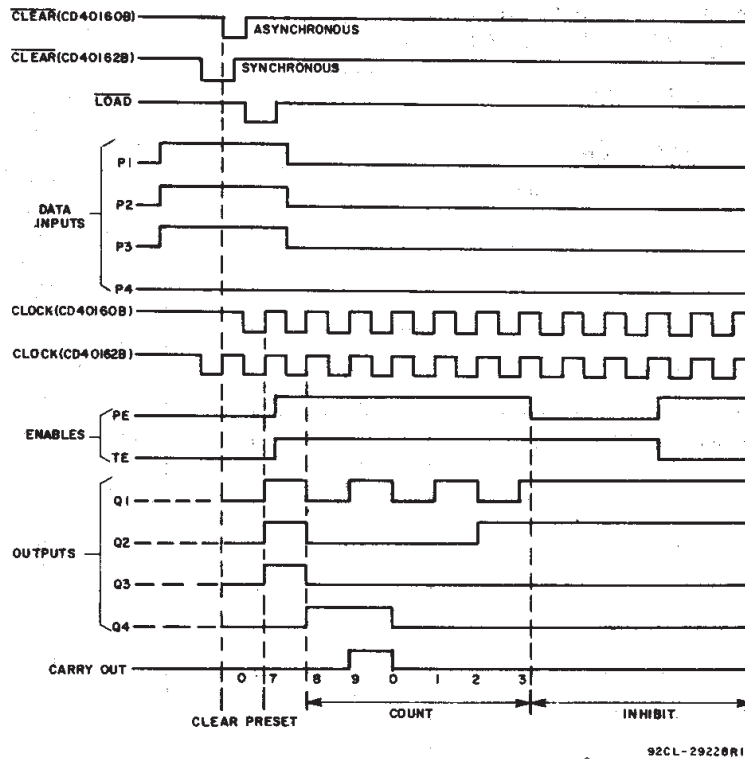 CLEAR(CD40160B)
ASYNCHRONOUS
CLEAR(CD40162B)
SYNCHRONOUS
LOAD
P1
P2
DATA
INPUTS
P3
P4
CLOCK(CD40160B)
CLOCK(CD40162B)
PE
ENABLES
TE
Q1
Q2
OUTPUTS
Q3
Q4
CARRY OUT
0 7 8 9 0 1 2 3
CLEAR PRESET
COUNT
INHIBIT
92CL-29228R1